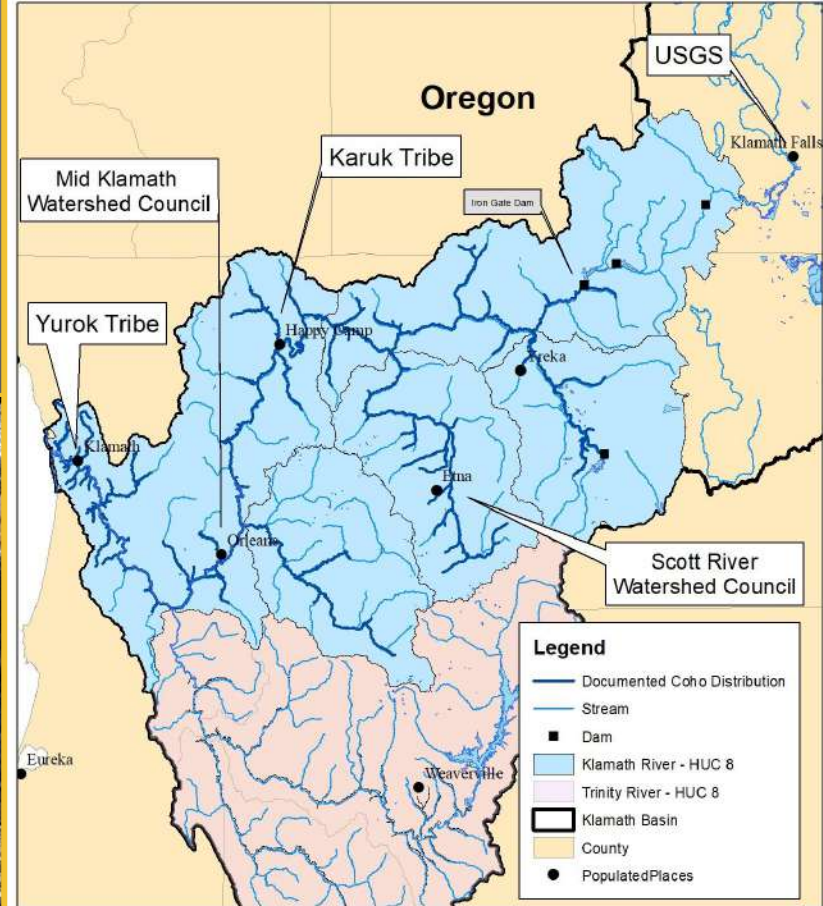 USGS
Oregon
Klamath Falls
Karuk Tribe
Mid Klamath
Watershed Council
Iron Gate Dam
Yurok Tribe
Happy Camp
Yreka
Klamath
Etna
Orleans
Scott River
Watershed Council
Eureka
Weaverville
Legend
Documented Coho Distribution
Stream
Dam
Klamath River - HUC 8
Trinity River - HUC 8
Klamath Basin
County
PopulatedPlaces